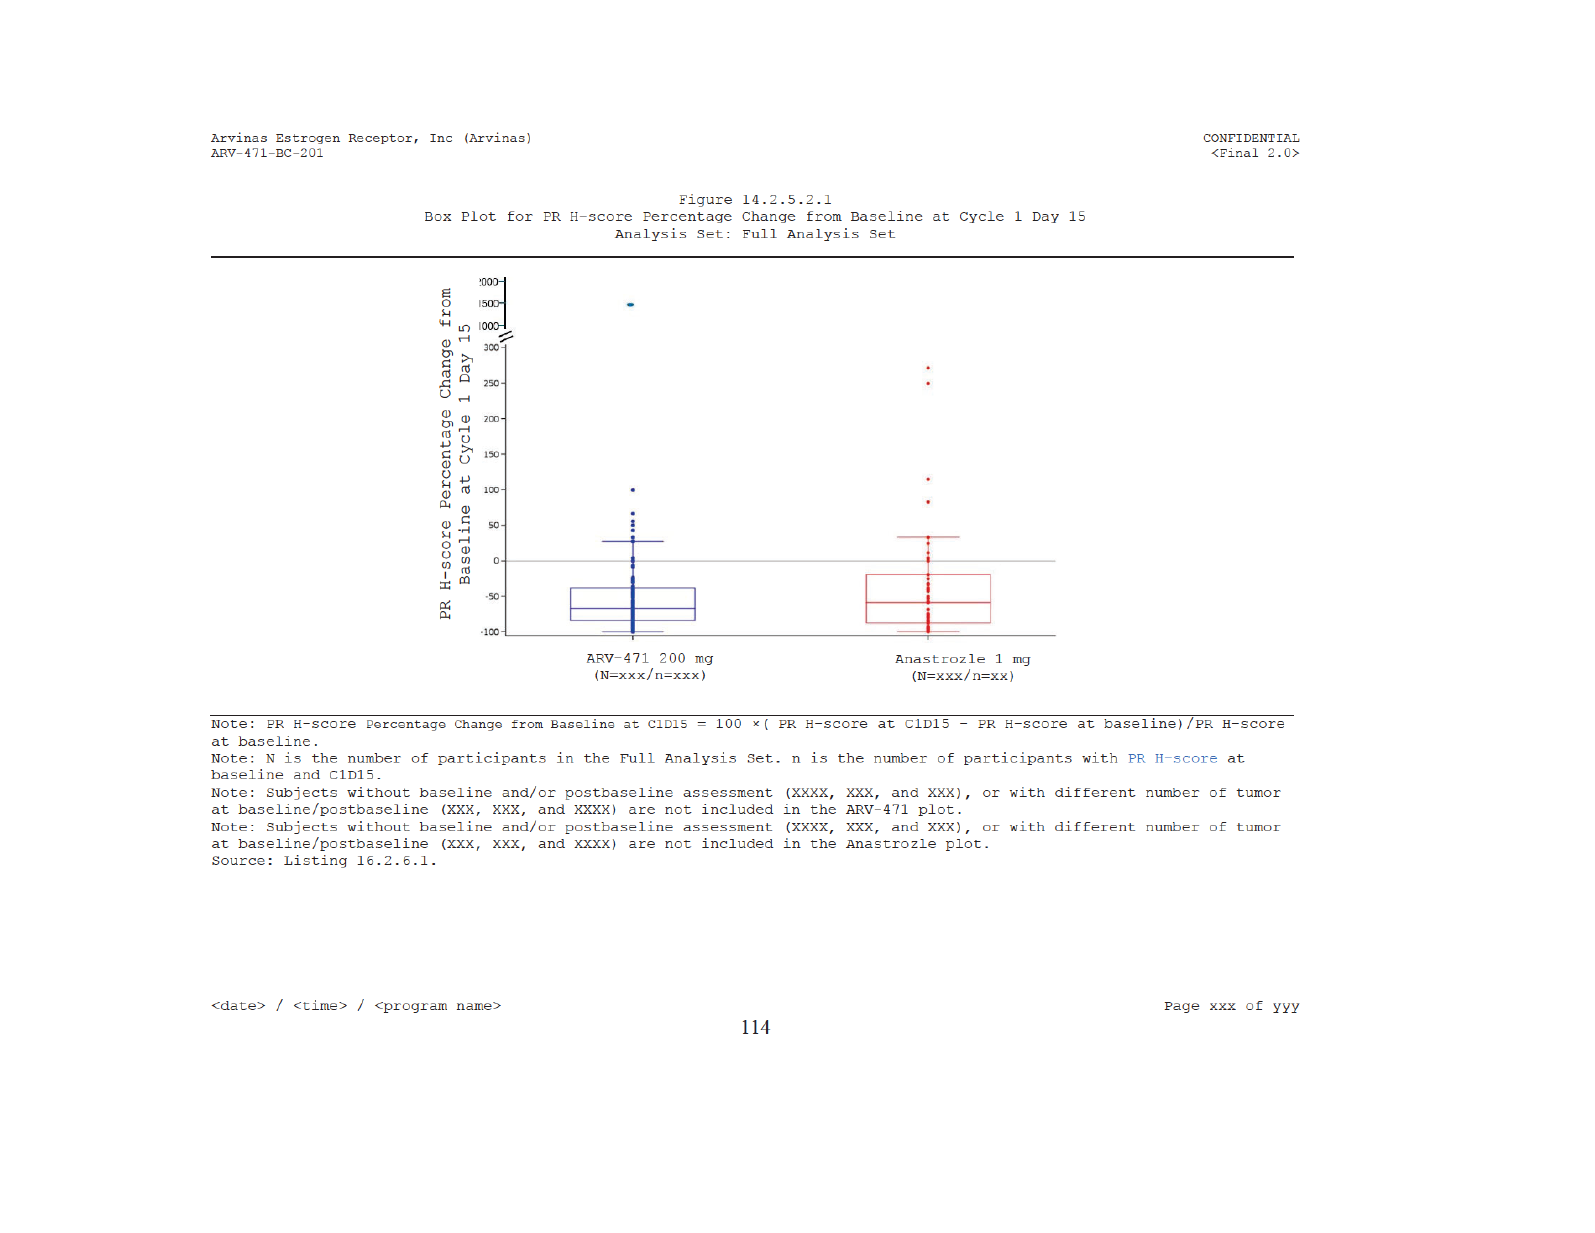 Arvinas Estrogen Receptor, Inc (Arvinas) CONFIDENTIAL
ARV-471-BC-201 <Final 2.0>
Figure 14.2.5.2.1
Box Plot for PR H-score Percentage Change from Baseline at Cycle 1 Day 15
Analysis Set: Full Analysis Set
PR H-score Percentage Change from
Baseline at Cycle 1 Day 15
2000
1500
1000
300
250
200
150
100
50
0
-50
-100
ARV-471 200 mg Anastrozle 1 mg
(N=xxx/n=xxx) (N=xxx/n=xx)
Note: PR H-score Percentage Change from Baseline at C1D15 = 100 ×( PR H-score at C1D15 - PR H-score at baseline)/PR H-score
at baseline.
Note: N is the number of participants in the Full Analysis Set. n is the number of participants with PR H-score at
baseline and C1D15.
Note: Subjects without baseline and/or postbaseline assessment (XXXX, XXX, and XXX), or with different number of tumor
at baseline/postbaseline (XXX, XXX, and XXXX) are not included in the ARV-471 plot.
Note: Subjects without baseline and/or postbaseline assessment (XXXX, XXX, and XXX), or with different number of tumor
at baseline/postbaseline (XXX, XXX, and XXXX) are not included in the Anastrozle plot.
Source: Listing 16.2.6.1.
<date> / <time> / <program name> Page xxx of yyy
114